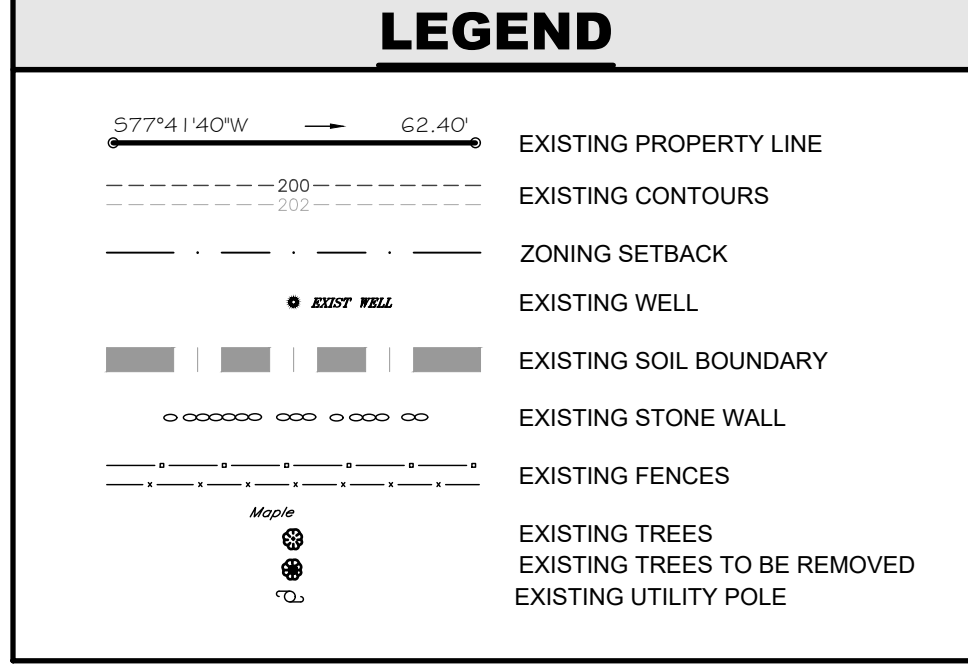 LEGEND
S77°41'40"W 62.40'
EXISTING PROPERTY LINE
200
202
EXISTING CONTOURS
ZONING SETBACK
EXIST WELL
EXISTING WELL
EXISTING SOIL BOUNDARY
EXISTING STONE WALL
EXISTING FENCES
Maple
EXISTING TREES
EXISTING TREES TO BE REMOVED
EXISTING UTILITY POLE